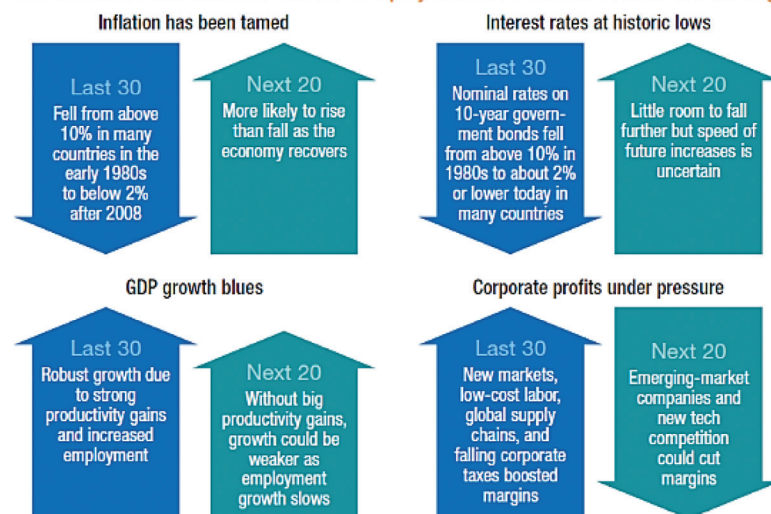 Inflation has been tamed
Last 30
Fell from above
10% in many
countries in the
early 1980s
to below 2%
after 2008
Next 20
More likely to rise
than fall as the
economy recovers
Interest rates at historic lows
Last 30
Nominal rates on
10-year govern-
ment bonds fell
from above 10% in
1980s to about 2%
or lower today in
many countries
Next 20
Little room to fall
further but speed of
future increases is
uncertain
GDP growth blues
Last 30
Robust growth due
to strong
productivity gains
and increased
employment
Next 20
Without big
productivity gains,
growth could be
weaker as
employment
growth slows
Corporate profits under pressure
Last 30
New markets,
low-cost labor,
global supply
chains, and
falling corporate
taxes boosted
margins
Next 20
Emerging-market
companies and
new tech
competition
could cut
margins